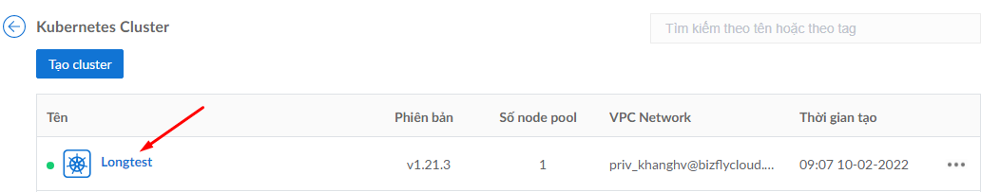 Kubernetes Cluster
Tìm kiếm theo tên hoặc theo tag
Tạo cluster
Tên Phiên bản Số node pool VPC Network Thời gian tạo
Longtest v1.21.3 1 priv_khanghv@bizflycloud.... 09:07 10-02-2022